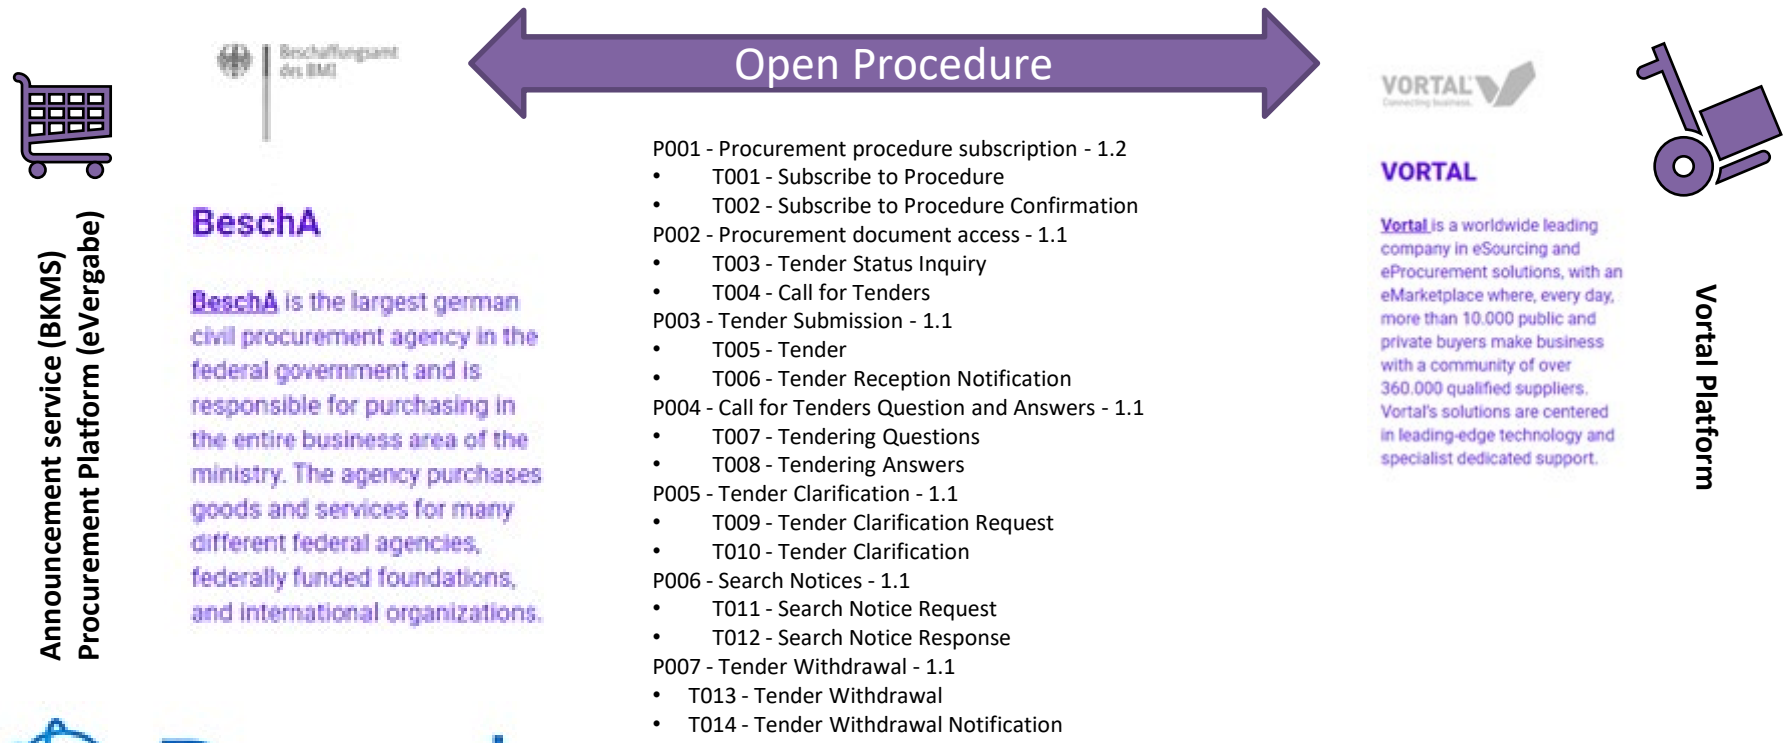 Announcement service (BKMS)
Procurement Platform (eVergabe)
Beschaffungsamt
des BMI
BeschA
BeschA is the largest german
civil procurement agency in the
federal government and is
responsible for purchasing in
the entire business area of the
ministry. The agency purchases
goods and services for many
different federal agencies,
federally funded foundations,
and international organizations.
Open Procedure
P001 - Procurement procedure subscription - 1.2
• T001 - Subscribe to Procedure
• T002 - Subscribe to Procedure Confirmation
P002 - Procurement document access - 1.1
• T003 - Tender Status Inquiry
• T004 - Call for Tenders
P003 - Tender Submission - 1.1
• T005 - Tender
• T006 - Tender Reception Notification
P004 - Call for Tenders Question and Answers - 1.1
• T007 - Tendering Questions
• T008 - Tendering Answers
P005 - Tender Clarification - 1.1
• T009 - Tender Clarification Request
• T010 - Tender Clarification
P006 - Search Notices - 1.1
• T011 - Search Notice Request
• T012 - Search Notice Response
P007 - Tender Withdrawal - 1.1
• T013 - Tender Withdrawal
• T014 - Tender Withdrawal Notification
VORTAL
Connecting business.
VORTAL
Vortal is a worldwide leading
company in eSourcing and
eProcurement solutions, with an
eMarketplace where, every day,
more than 10.000 public and
private buyers make business
with a community of over
360.000 qualified suppliers.
Vortal's solutions are centered
in leading-edge technology and
specialist dedicated support.
Vortal Platform